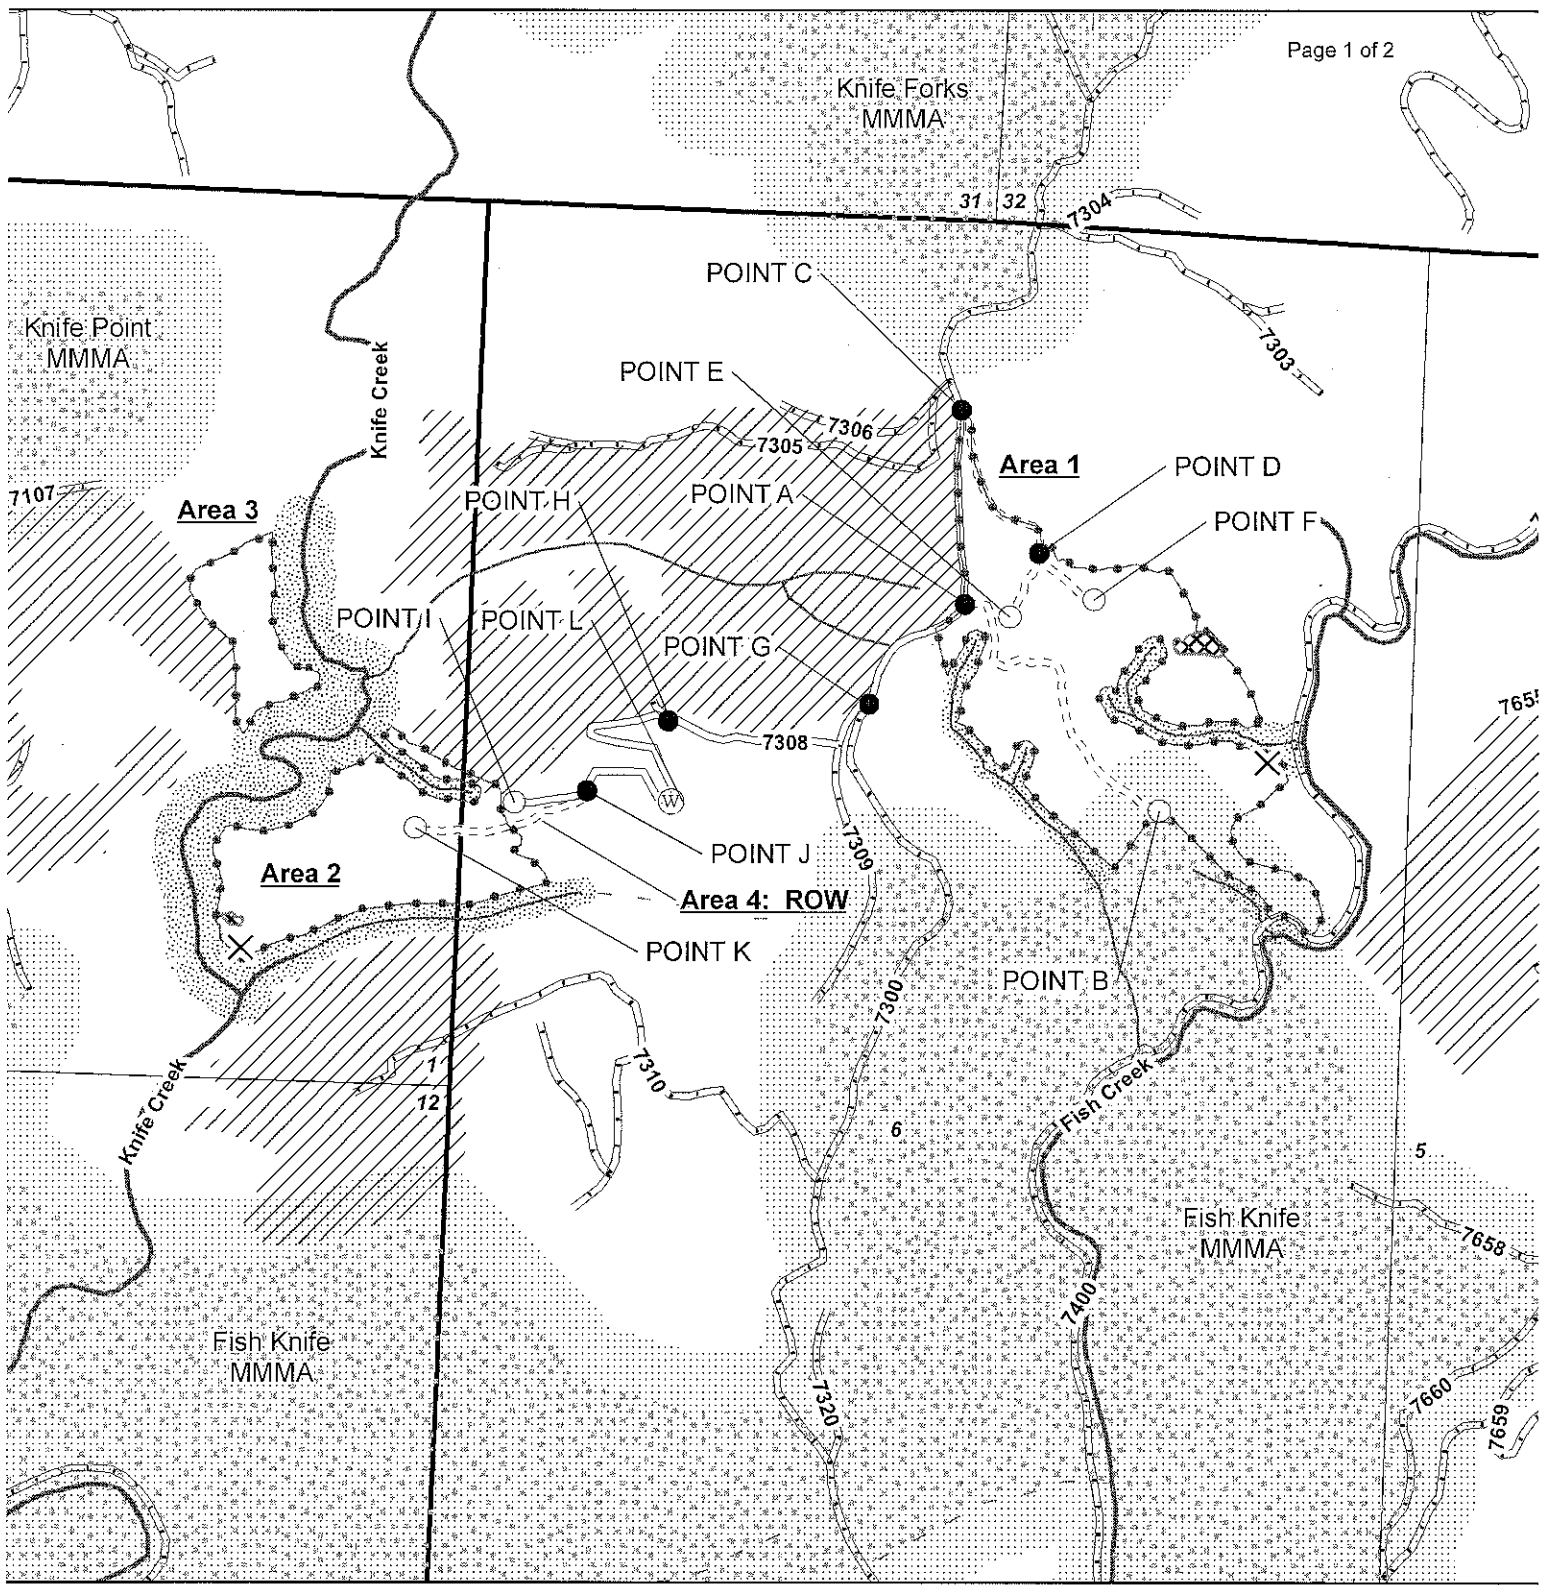 Page 1 of 2
Knife Forks
MMMA
31 32
7304
POINT C
Knife Point
MMMA
7303
Knife Creek
POINT E
7306
7305
Area 1
POINT D
7107
POINT H
POINT A
Area 3
POINT F
POINT I
POINT L
POINT G
7308
W
7309
POINT J
Area 2
Area 4: ROW
POINT K
POINT B
7300
1
12
7310
Knife Creek
Fish Creek
6
5
Fish Knife
MMMA
7658
7400
Fish Knife
MMMA
7320
7660
7659